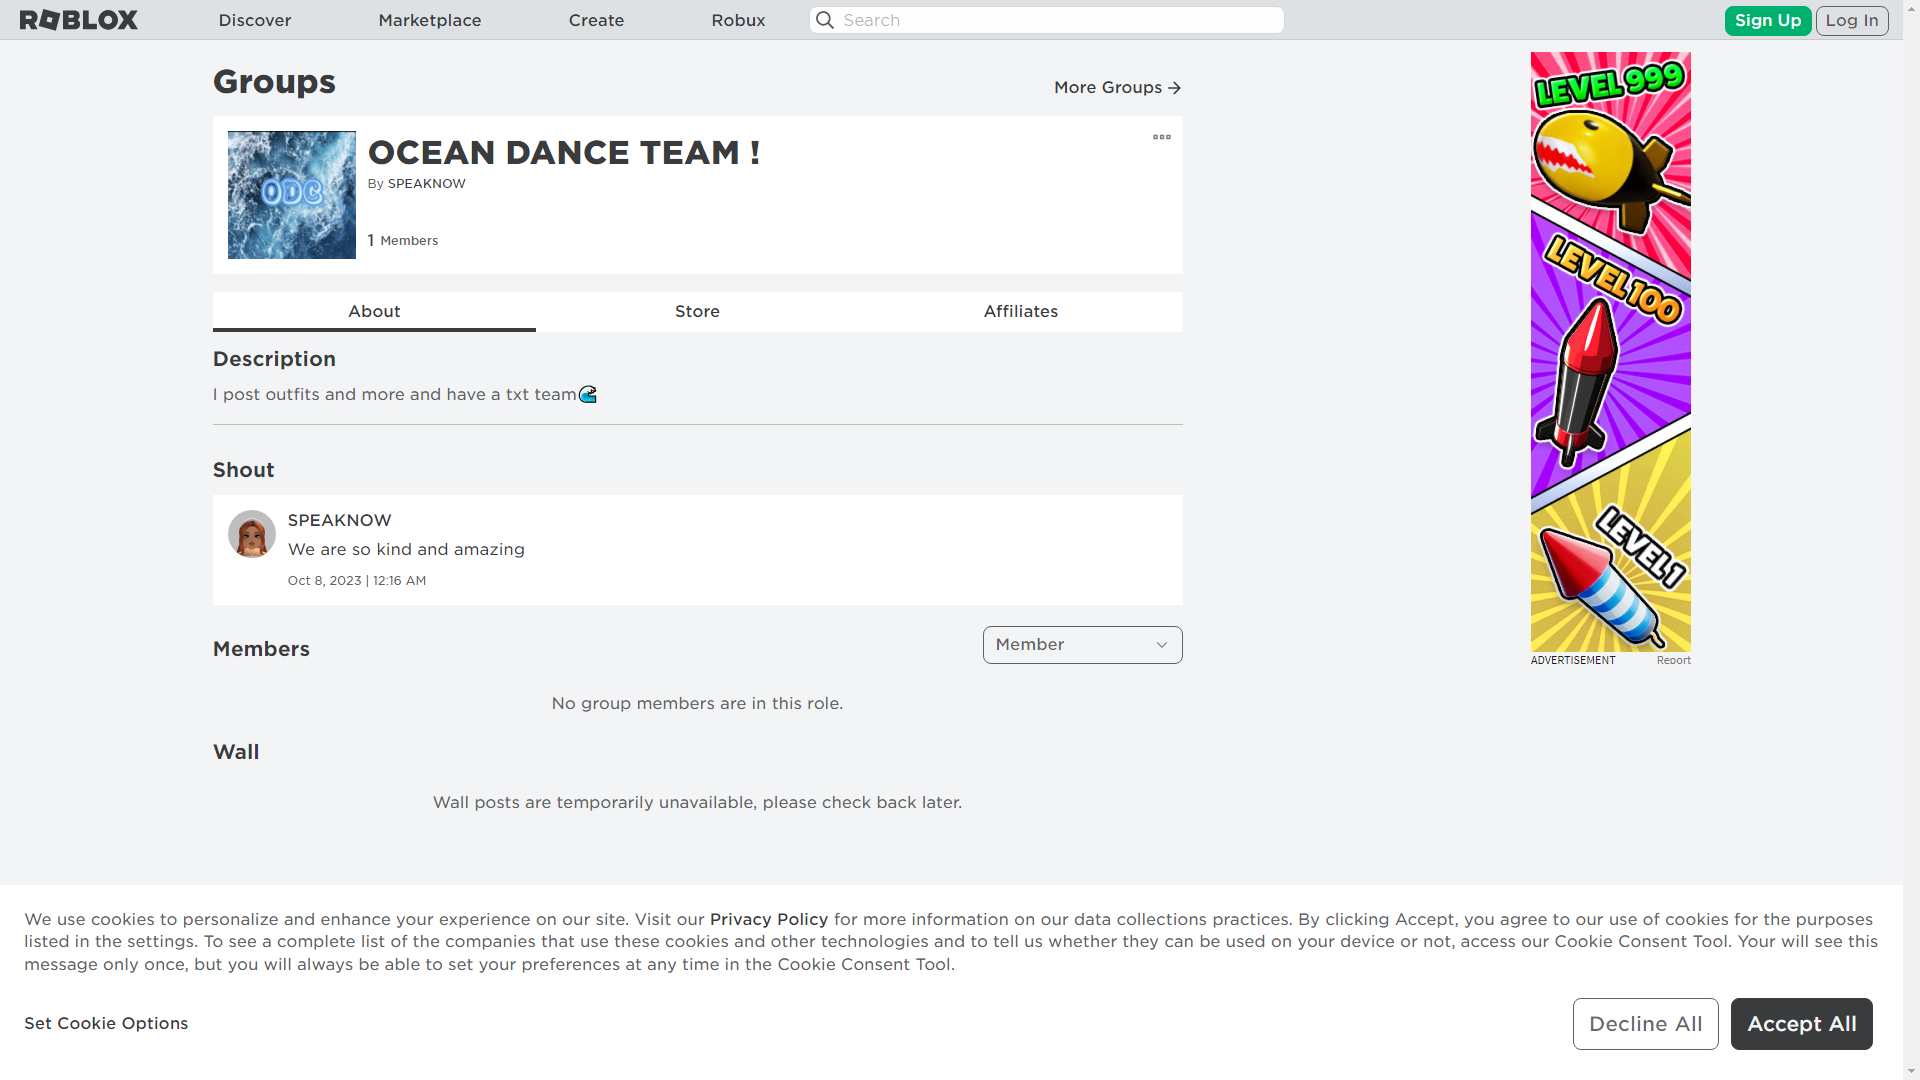 ROBLOX
Discover
Marketplace
Create
Robux
Search
Sign Up
Log In
Groups
More Groups
ODC
OCEAN DANCE TEAM !
By SPEAKNOW
1 Members
About
Store
Affiliates
Description
I post outfits and more and have a txt team🌊
Shout
SPEAKNOW
We are so kind and amazing
Oct 8, 2023 | 12:16 AM
Members
Member
No group members are in this role.
Wall
Wall posts are temporarily unavailable, please check back later.
LEVEL 999
LEVEL 100
LEVEL 1
ADVERTISEMENT
Report
We use cookies to personalize and enhance your experience on our site. Visit our Privacy Policy for more information on our data collections practices. By clicking Accept, you agree to our use of cookies for the purposes
listed in the settings. To see a complete list of the companies that use these cookies and other technologies and to tell us whether they can be used on your device or not, access our Cookie Consent Tool. Your will see this
message only once, but you will always be able to set your preferences at any time in the Cookie Consent Tool.
Set Cookie Options
Decline All
Accept All